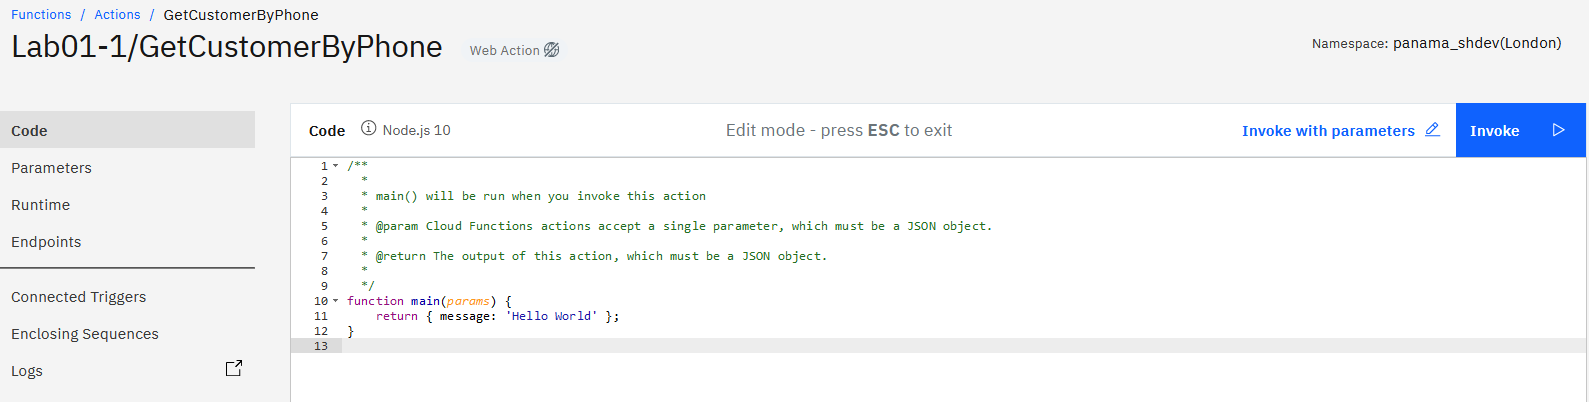 Functions / Actions / GetCustomerByPhone
Lab01-1/GetCustomerByPhone Web Action
Namespace: panama_shdev(London)
Code
Parameters
Runtime
Endpoints
Connected Triggers
Enclosing Sequences
Logs
Code Node.js 10 Edit mode - press ESC to exit Invoke with parameters Invoke
1 /**
2 *
3 * main() will be run when you invoke this action
4 *
5 * @param Cloud Functions actions accept a single parameter, which must be a JSON object.
6 *
7 * @return The output of this action, which must be a JSON object.
8 *
9 */
10 function main(params) {
11 return { message: 'Hello World' };
12 }
13